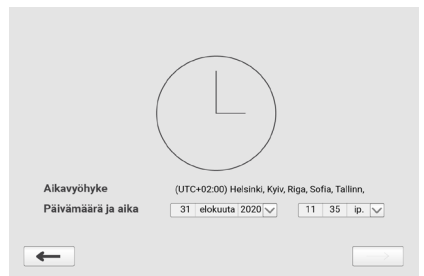 Aikavyöhyke (UTC+02:00) Helsinki, Kyiv, Riga, Sofia, Tallinn,
Päivämäärä ja aika 31 elokuuta 2020 11 35 ip.